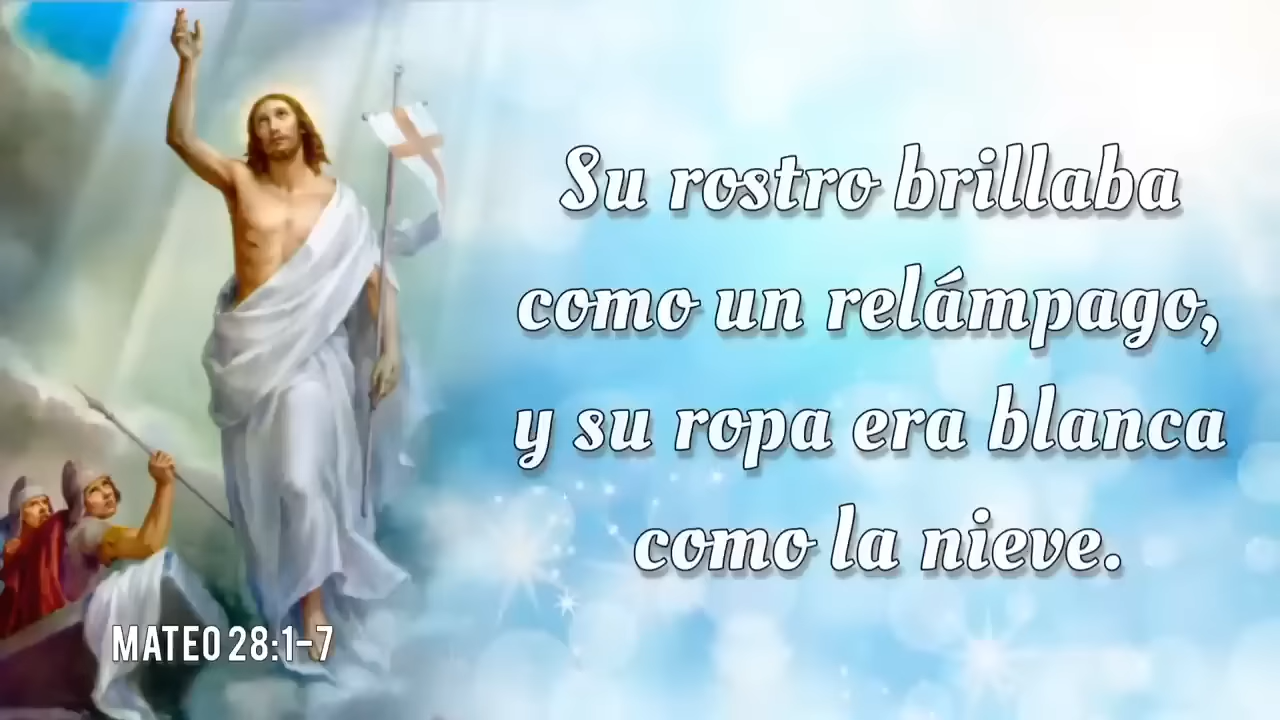 Su rostro brillaba
como un relámpago,
y su ropa era blanca
como la nieve.
MATEO 28:1-7